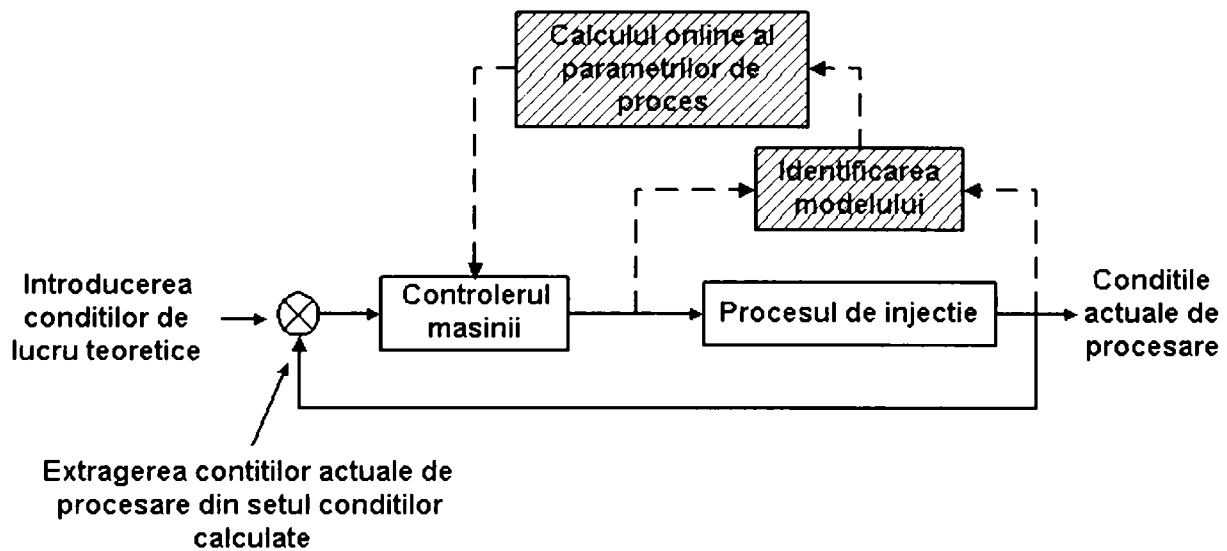 Calculul online al
parametrilor de
proces
Identificarea
modelului
Introducerea
conditilor de
lucru teoretice
Controlerul
masinii
Procesul de injectie
Conditile
actuale de
procesare
Extragerea contitilor actuale de
procesare din setul conditilor
calculate